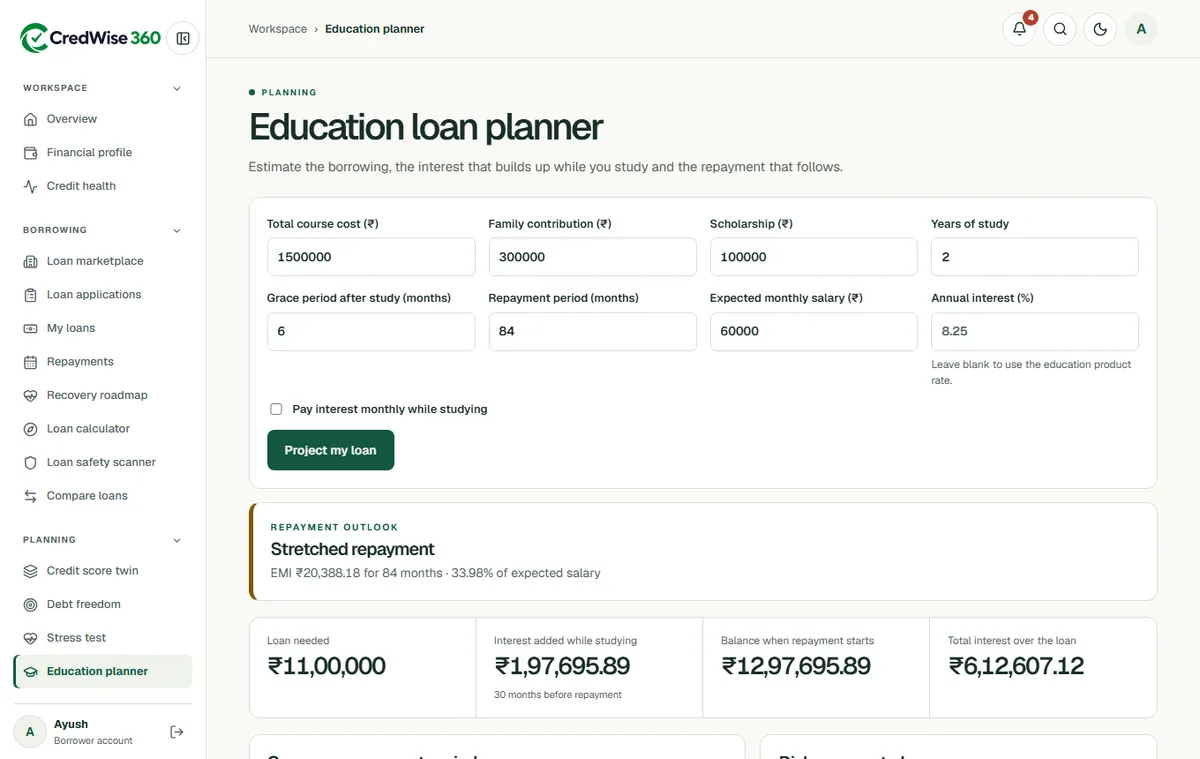 CredWise 360
WORKSPACE
Overview
Financial profile
Credit health
BORROWING
Loan marketplace
Loan applications
My loans
Repayments
Recovery roadmap
Loan calculator
Loan safety scanner
Compare loans
PLANNING
Credit score twin
Debt freedom
Stress test
Education planner
A
Ayush
Borrower account
Workspace › Education planner
4
A
PLANNING
Education loan planner
Estimate the borrowing, the interest that builds up while you study and the repayment that follows.
Total course cost (₹) Family contribution (₹) Scholarship (₹) Years of study
1500000 300000 100000 2
Grace period after study (months) Repayment period (months) Expected monthly salary (₹) Annual interest (%)
6 84 60000 8.25
Leave blank to use the education product
rate.
Pay interest monthly while studying
Project my loan
REPAYMENT OUTLOOK
Stretched repayment
EMI ₹20,388.18 for 84 months · 33.98% of expected salary
Loan needed Interest added while studying Balance when repayment starts Total interest over the loan
₹11,00,000 ₹1,97,695.89 ₹12,97,695.89 ₹6,12,607.12
30 months before repayment